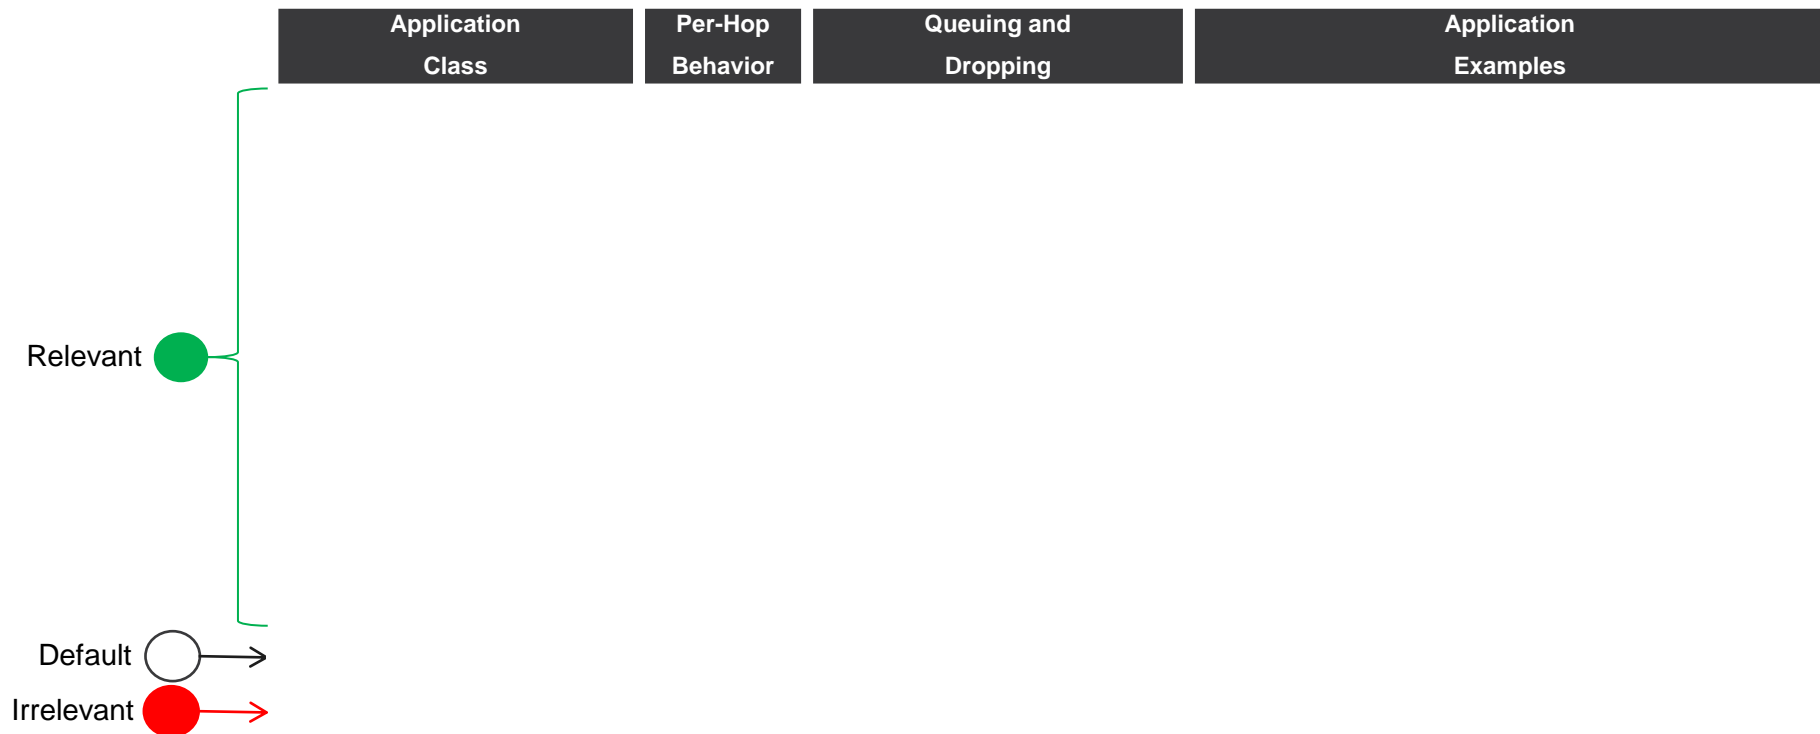 Application
Class
Per-Hop
Behavior
Queuing and
Dropping
Application
Examples
Relevant
Default
Irrelevant